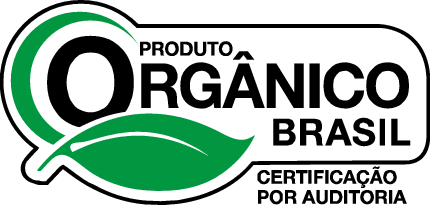 PRODUTO
ORGÂNICO
BRASIL
CERTIFICAÇÃO
POR AUDITORIA